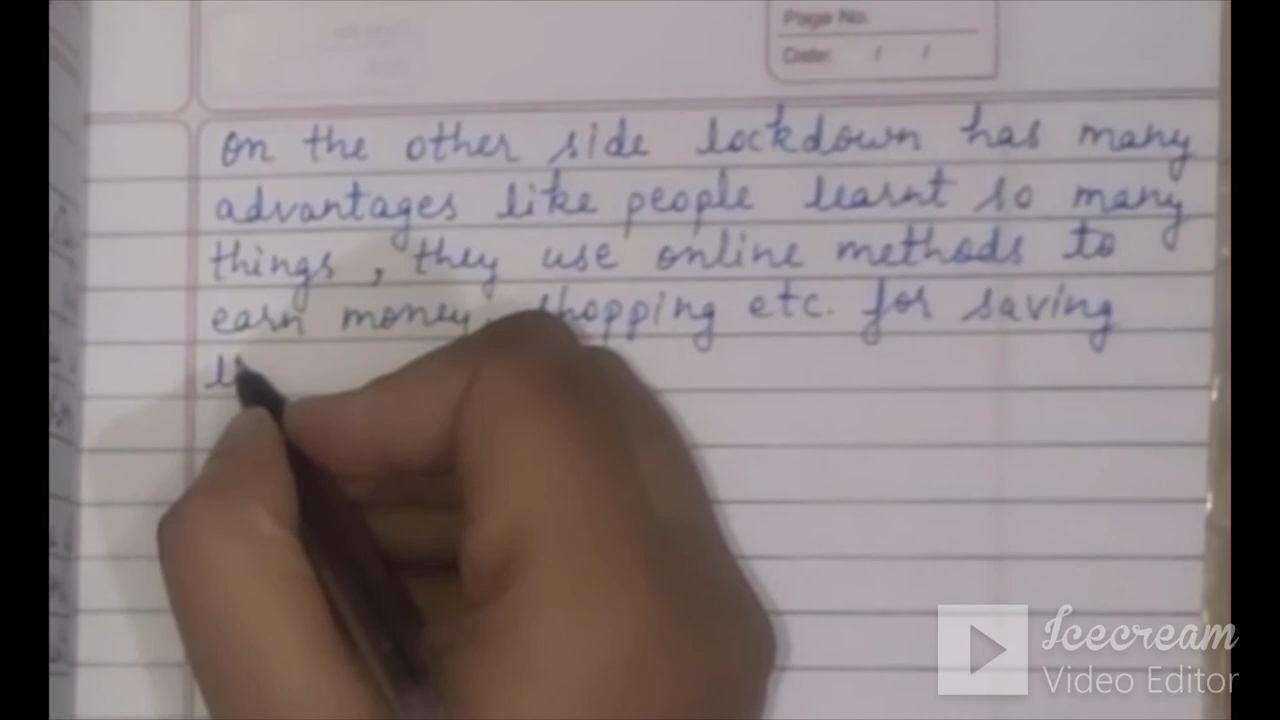 Page No.
Date: / /
on the other side lockdown has many
advantages like people learnt so many
things, they use online methods to
earn money, shopping etc. for saving
Icecream
Video Editor